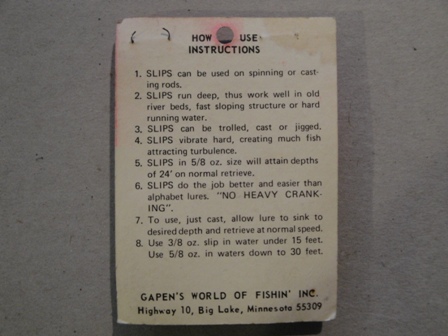 HOW USE
INSTRUCTIONS
1. SLIPS can be used on spinning or cast-
ing rods.
2. SLIPS run deep, thus work well in old
river beds, fast sloping structure or hard
running water.
3. SLIPS can be trolled, cast or jigged.
4. SLIPS vibrate hard, creating much fish
attracting turbulence.
5. SLIPS in 5/8 oz. size will attain depths
of 24' on normal retrieve.
6. SLIPS do the job better and easier than
alphabet lures. "NO HEAVY CRANK-
ING".
7. To use, just cast, allow lure to sink to
desired depth and retrieve at normal speed.
8. Use 3/8 oz. slip in water under 15 feet.
Use 5/8 oz. in waters down to 30 feet.
GAPEN'S WORLD OF FISHIN' INC.
Highway 10, Big Lake, Minnesota 55309